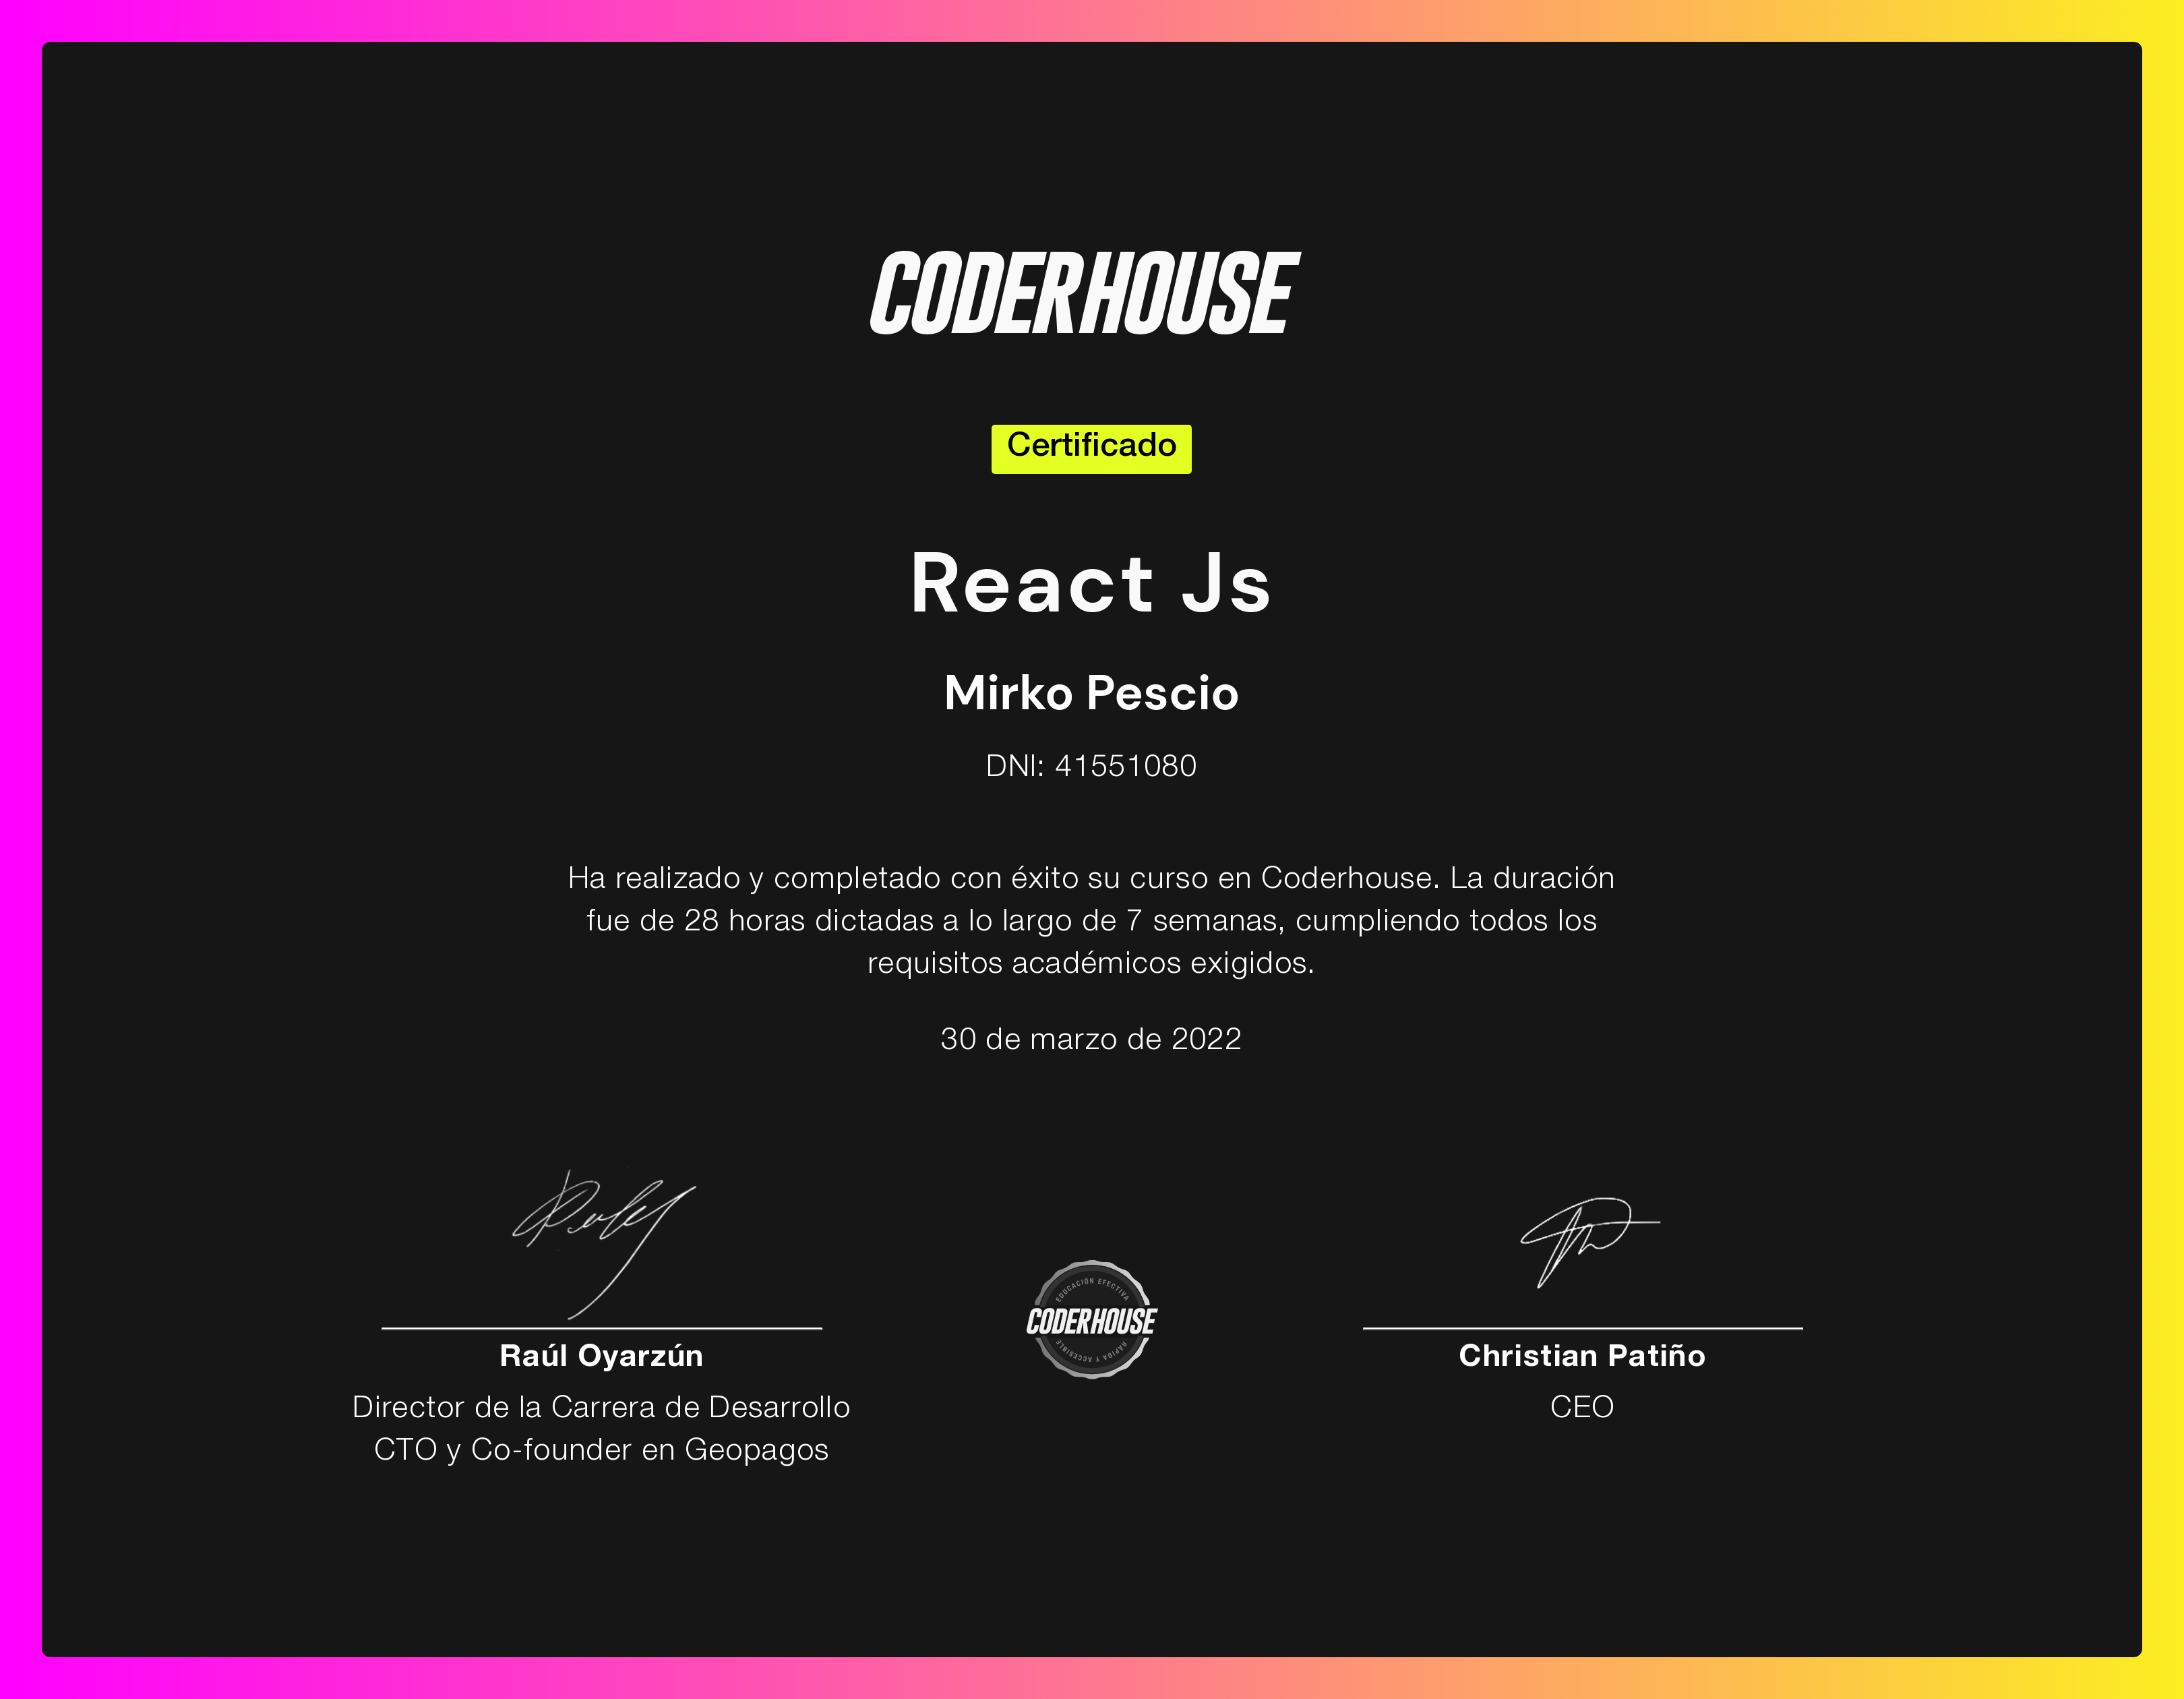 CODERHOUSE
Certificado
React Js
Mirko Pescio
DNI: 41551080
Ha realizado y completado con éxito su curso en Coderhouse. La duración
fue de 28 horas dictadas a lo largo de 7 semanas, cumpliendo todos los
requisitos académicos exigidos.
30 de marzo de 2022
Raúl Oyarzún
Director de la Carrera de Desarrollo
CTO y Co-founder en Geopagos
EDUCACIÓN EFECTIVA
CODERHOUSE
RÁPIDA Y ACCESIBLE
Christian Patiño
CEO